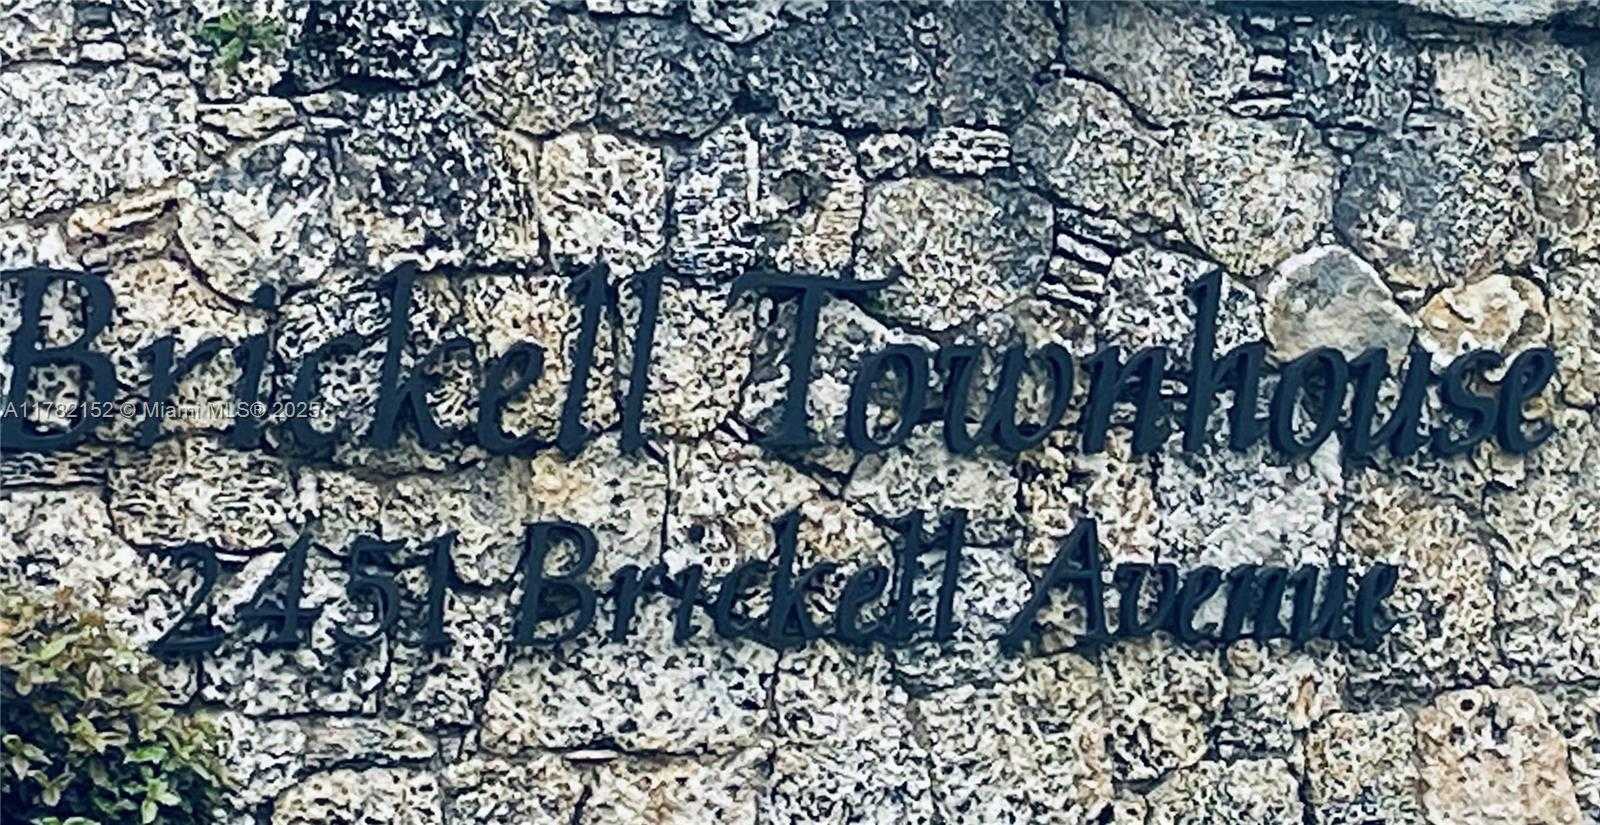 Brickell Townhouse
A11782152 © Miami MLS® 2025
2451 Brickell Avenue